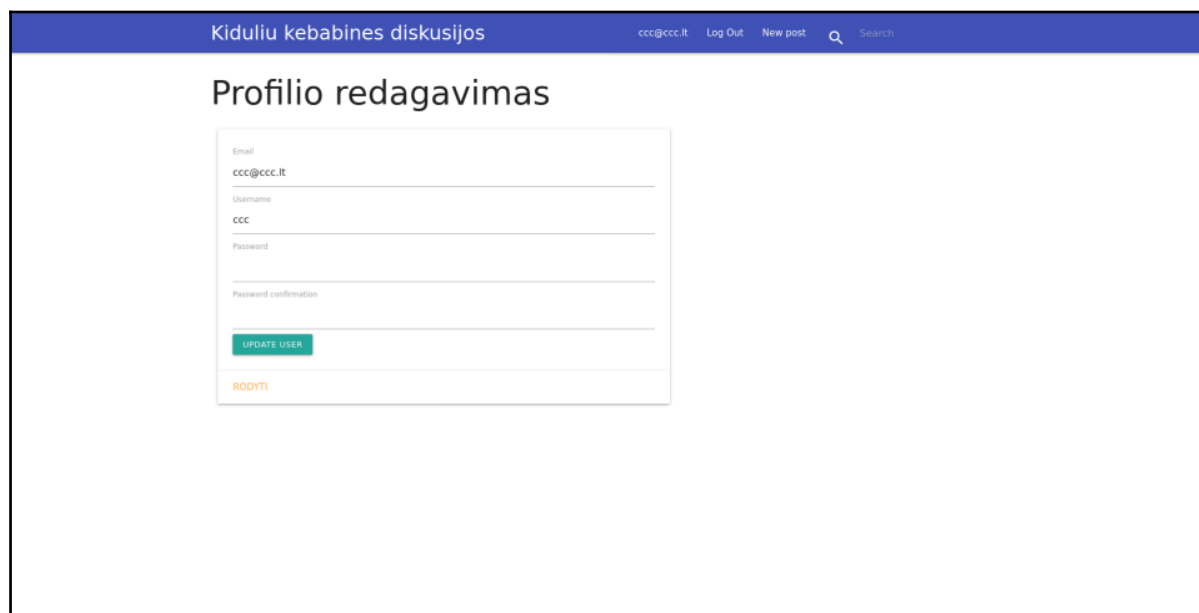 Kiduliu kebabines diskusijos ccc@ccc.lt Log Out New post Search
Profilio redagavimas
Email
ccc@ccc.lt
Username
ccc
Password
Password confirmation
UPDATE USER
RODYTI